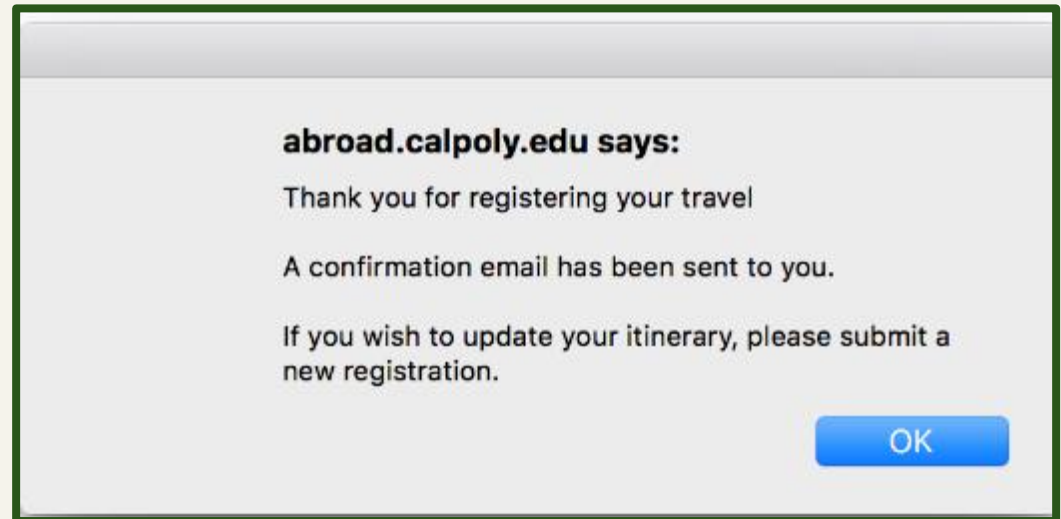 abroad.calpoly.edu says:
Thank you for registering your travel
A confirmation email has been sent to you.
If you wish to update your itinerary, please submit a
new registration.
OK